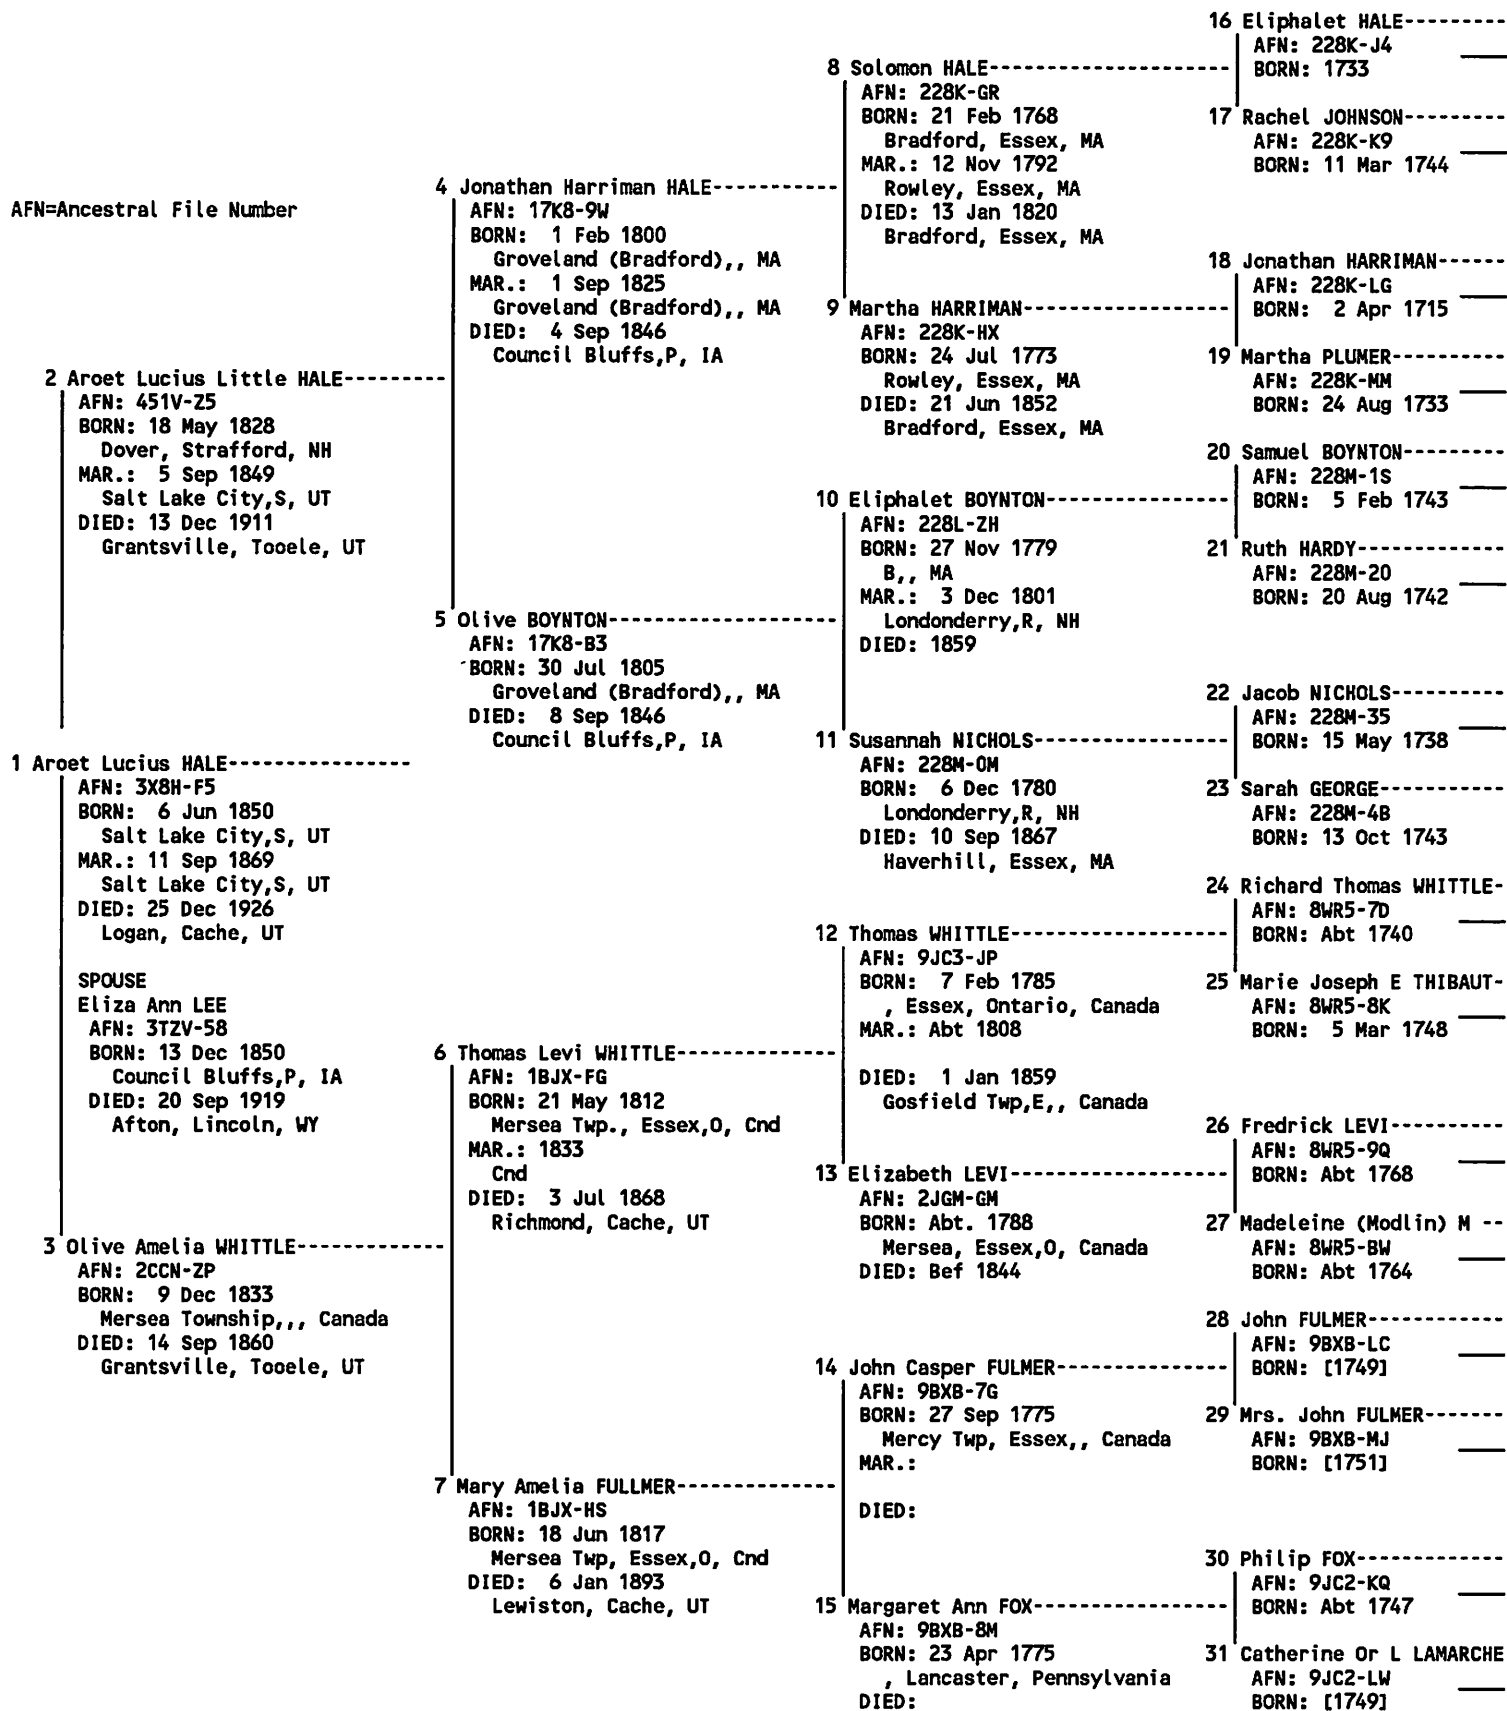 AFN=Ancestral File Number
1 Aroet Lucius HALE---------------
AFN: 3X8H-F5
BORN: 6 Jun 1850
Salt Lake City,S, UT
MAR.: 11 Sep 1869
Salt Lake City,S, UT
DIED: 25 Dec 1926
Logan, Cache, UT
SPOUSE
Eliza Ann LEE
AFN: 3TZV-58
BORN: 13 Dec 1850
Council Bluffs,P, IA
DIED: 20 Sep 1919
Afton, Lincoln, WY
2 Aroet Lucius Little HALE---------
AFN: 451V-Z5
BORN: 18 May 1828
Dover, Strafford, NH
MAR.: 5 Sep 1849
Salt Lake City,S, UT
DIED: 13 Dec 1911
Grantsville, Tooele, UT
3 Olive Amelia WHITTLE-------------
AFN: 2CCN-ZP
BORN: 9 Dec 1833
Mersea Township,,, Canada
DIED: 14 Sep 1860
Grantsville, Tooele, UT
4 Jonathan Harriman HALE-----------
AFN: 17K8-9W
BORN: 1 Feb 1800
Groveland (Bradford),, MA
MAR.: 1 Sep 1825
Groveland (Bradford),, MA
DIED: 4 Sep 1846
Council Bluffs,P, IA
5 Olive BOYNTON--------------------
AFN: 17K8-B3
BORN: 30 Jul 1805
Groveland (Bradford),, MA
DIED: 8 Sep 1846
Council Bluffs,P, IA
6 Thomas Levi WHITTLE--------------
AFN: 1BJX-FG
BORN: 21 May 1812
Mersea Twp., Essex,O, Cnd
MAR.: 1833
Cnd
DIED: 3 Jul 1868
Richmond, Cache, UT
7 Mary Amelia FULLMER--------------
AFN: 1BJX-HS
BORN: 18 Jun 1817
Mersea Twp, Essex,O, Cnd
DIED: 6 Jan 1893
Lewiston, Cache, UT
8 Solomon HALE---------------------
AFN: 228K-GR
BORN: 21 Feb 1768
Bradford, Essex, MA
MAR.: 12 Nov 1792
Rowley, Essex, MA
DIED: 13 Jan 1820
Bradford, Essex, MA
9 Martha HARRIMAN------------------
AFN: 228K-HX
BORN: 24 Jul 1773
Rowley, Essex, MA
DIED: 21 Jun 1852
Bradford, Essex, MA
10 Eliphalet BOYNTON----------------
AFN: 228L-ZH
BORN: 27 Nov 1779
B,, MA
MAR.: 3 Dec 1801
Londonderry,R, NH
DIED: 1859
11 Susannah NICHOLS-----------------
AFN: 228M-0M
BORN: 6 Dec 1780
Londonderry,R, NH
DIED: 10 Sep 1867
Haverhill, Essex, MA
12 Thomas WHITTLE-------------------
AFN: 9JC3-JP
BORN: 7 Feb 1785
, Essex, Ontario, Canada
MAR.: Abt 1808
DIED: 1 Jan 1859
Gosfield Twp,E,, Canada
13 Elizabeth LEVI-------------------
AFN: 2JGM-GM
BORN: Abt. 1788
Mersea, Essex,O, Canada
DIED: Bef 1844
14 John Casper FULMER---------------
AFN: 9BXB-7G
BORN: 27 Sep 1775
Mercy Twp, Essex,, Canada
MAR.:
DIED:
15 Margaret Ann FOX-----------------
AFN: 9BXB-8M
BORN: 23 Apr 1775
, Lancaster, Pennsylvania
DIED:
16 Eliphalet HALE---------
AFN: 228K-J4
BORN: 1733
17 Rachel JOHNSON---------
AFN: 228K-K9
BORN: 11 Mar 1744
18 Jonathan HARRIMAN------
AFN: 228K-LG
BORN: 2 Apr 1715
19 Martha PLUMER----------
AFN: 228K-MM
BORN: 24 Aug 1733
20 Samuel BOYNTON---------
AFN: 228M-1S
BORN: 5 Feb 1743
21 Ruth HARDY-------------
AFN: 228M-20
BORN: 20 Aug 1742
22 Jacob NICHOLS----------
AFN: 228M-35
BORN: 15 May 1738
23 Sarah GEORGE-----------
AFN: 228M-4B
BORN: 13 Oct 1743
24 Richard Thomas WHITTLE-
AFN: 8WR5-7D
BORN: Abt 1740
25 Marie Joseph E THIBAUT-
AFN: 8WR5-8K
BORN: 5 Mar 1748
26 Fredrick LEVI----------
AFN: 8WR5-9Q
BORN: Abt 1768
27 Madeleine (Modlin) M --
AFN: 8WR5-BW
BORN: Abt 1764
28 John FULMER------------
AFN: 9BXB-LC
BORN: [1749]
29 Mrs. John FULMER-------
AFN: 9BXB-MJ
BORN: [1751]
30 Philip FOX-------------
AFN: 9JC2-KQ
BORN: Abt 1747
31 Catherine Or L LAMARCHE
AFN: 9JC2-LW
BORN: [1749]